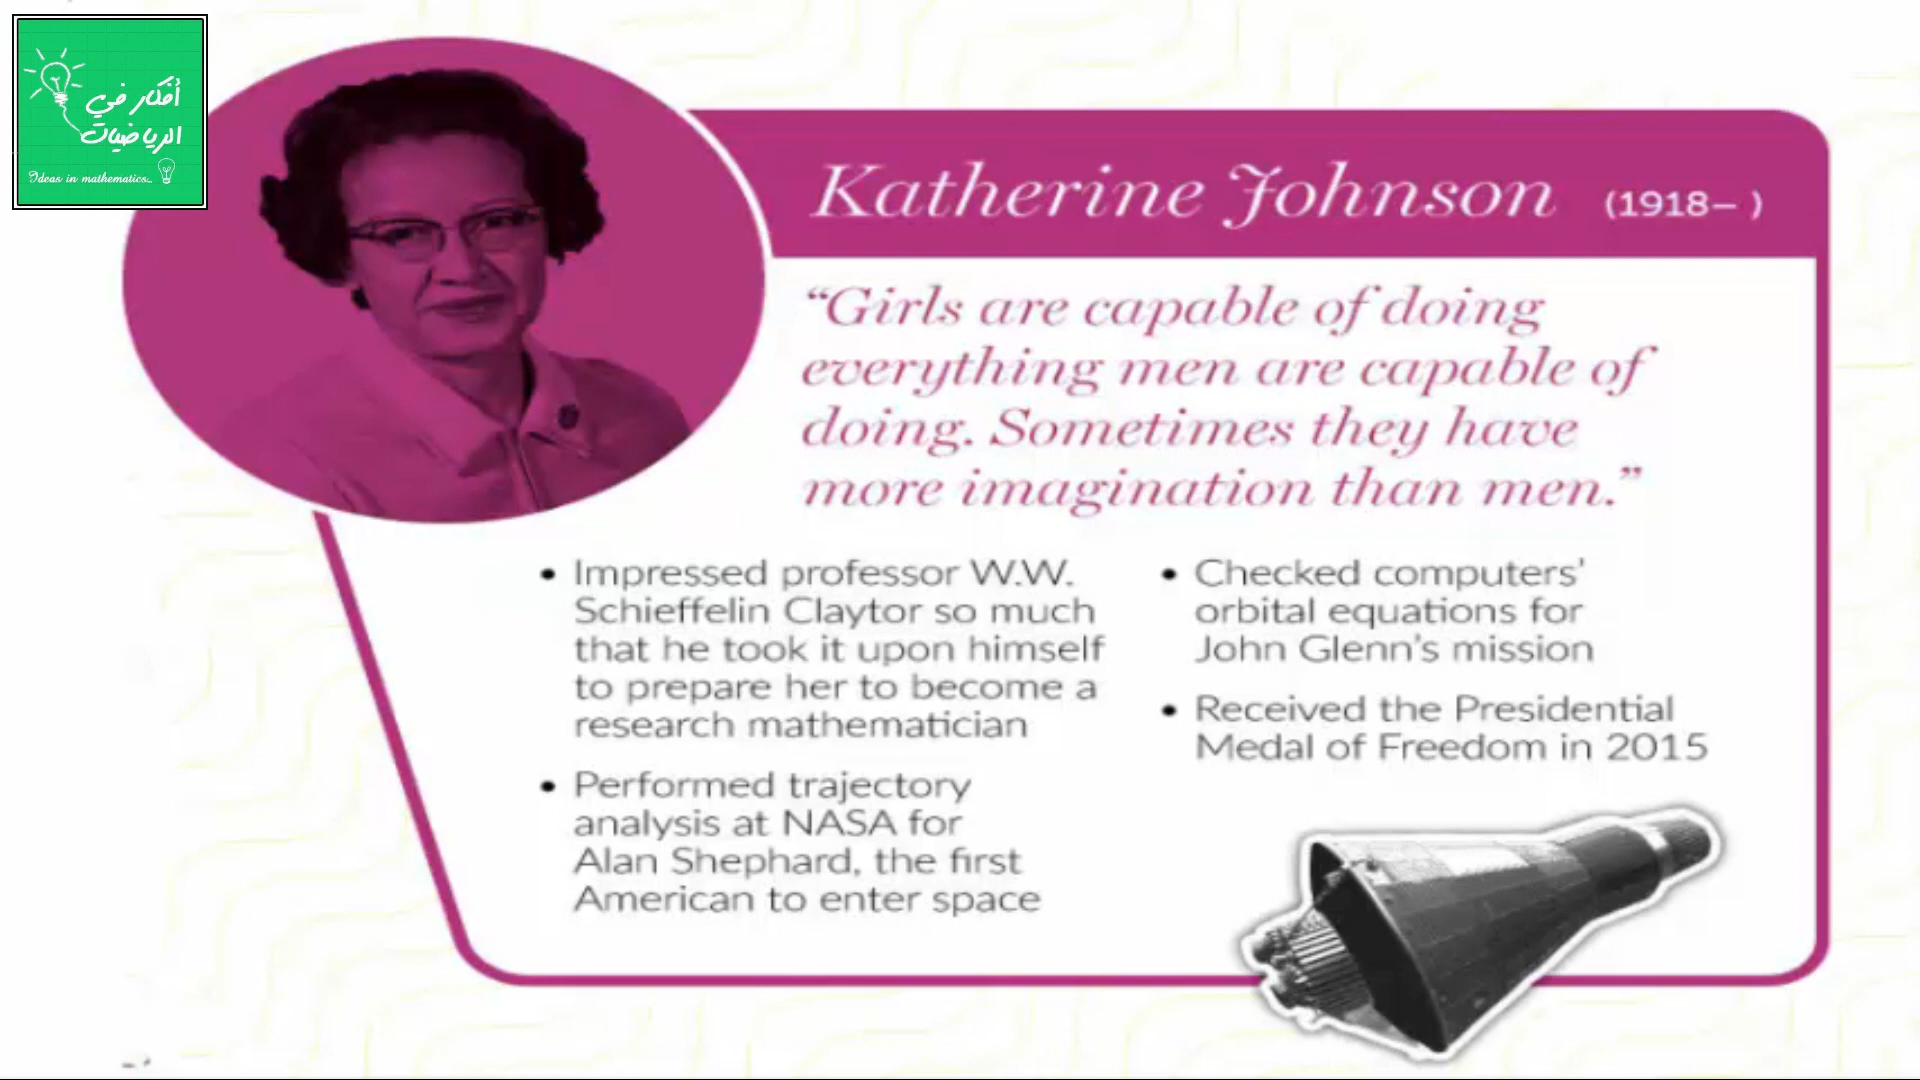 أفكار في
الرياضيات
Ideas in mathematics..
Katherine Johnson (1918– )
“Girls are capable of doing
everything men are capable of
doing. Sometimes they have
more imagination than men.”
• Impressed professor W.W.
Schieffelin Claytor so much
that he took it upon himself
to prepare her to become a
research mathematician
• Performed trajectory
analysis at NASA for
Alan Shephard, the first
American to enter space
• Checked computers’
orbital equations for
John Glenn’s mission
• Received the Presidential
Medal of Freedom in 2015